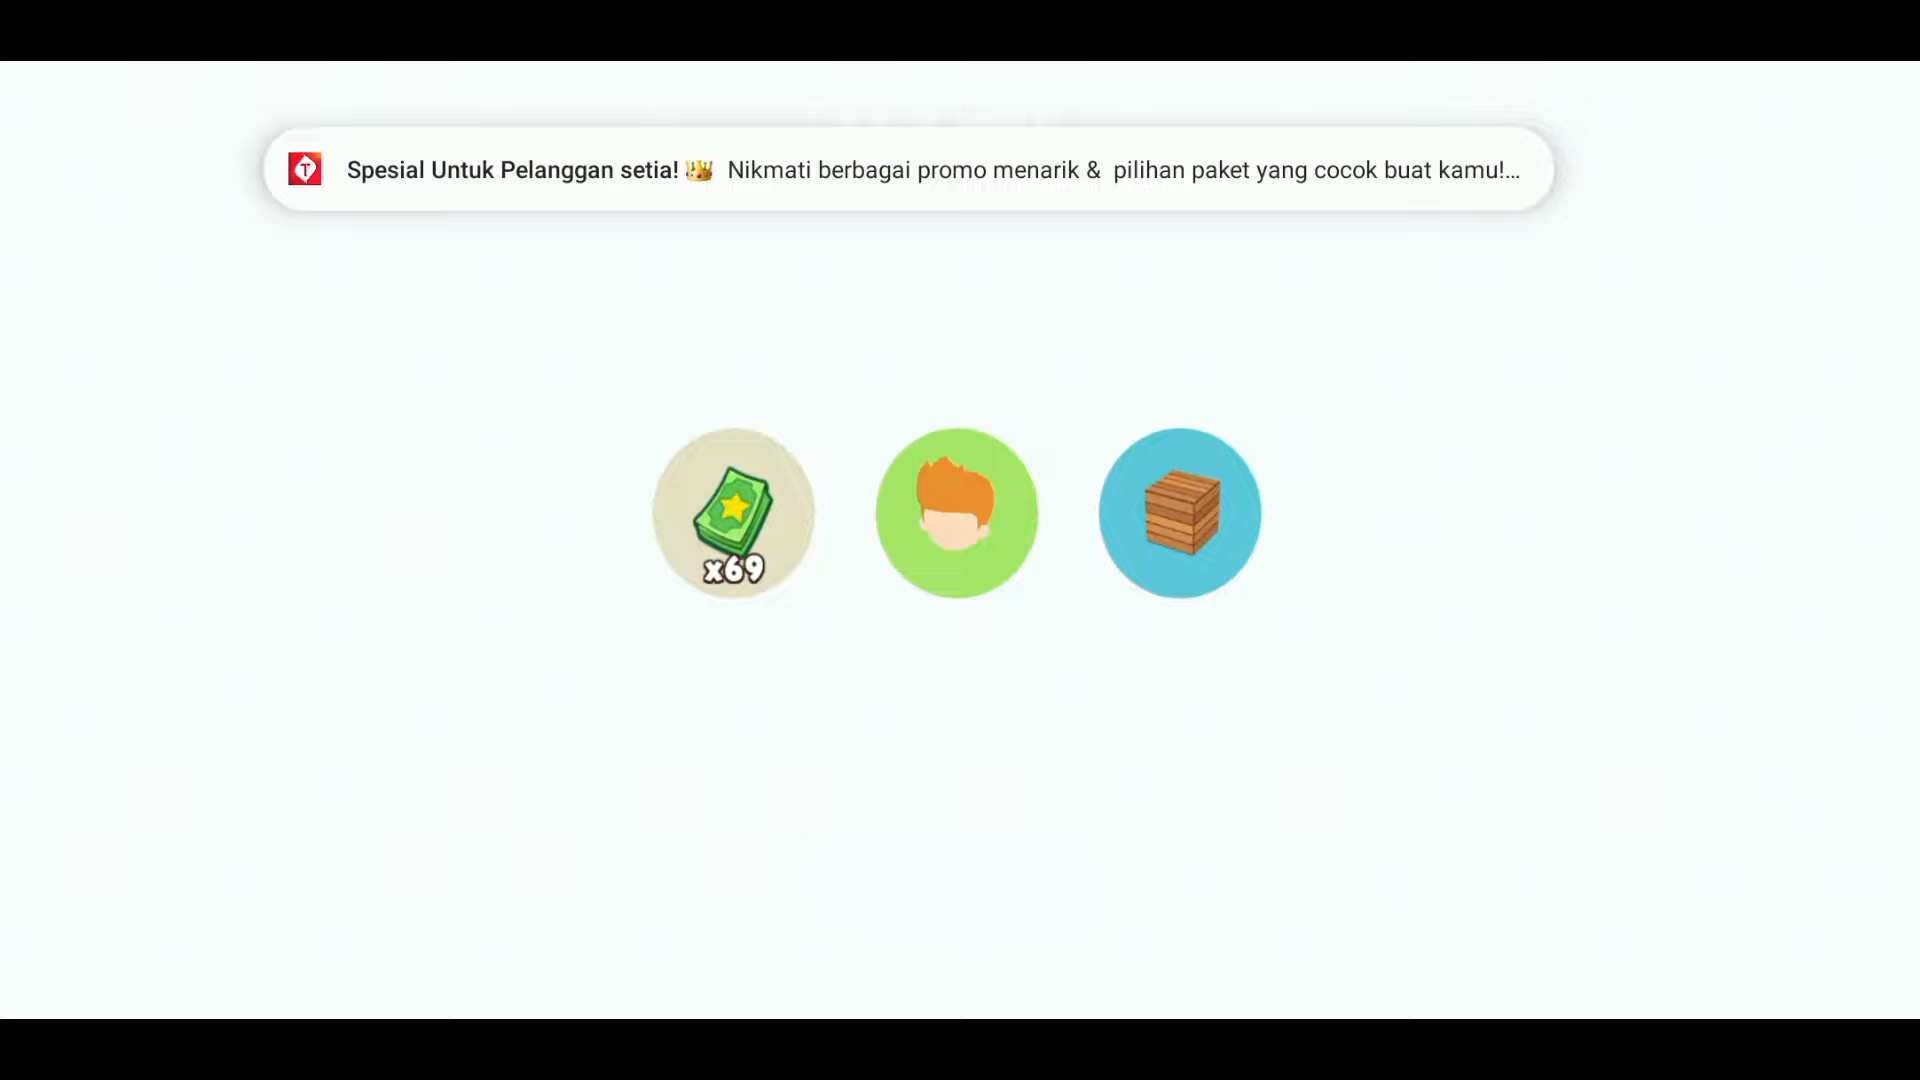 Spesial Untuk Pelanggan setia! 👑 Nikmati berbagai promo menarik & pilihan paket yang cocok buat kamu!...
x69